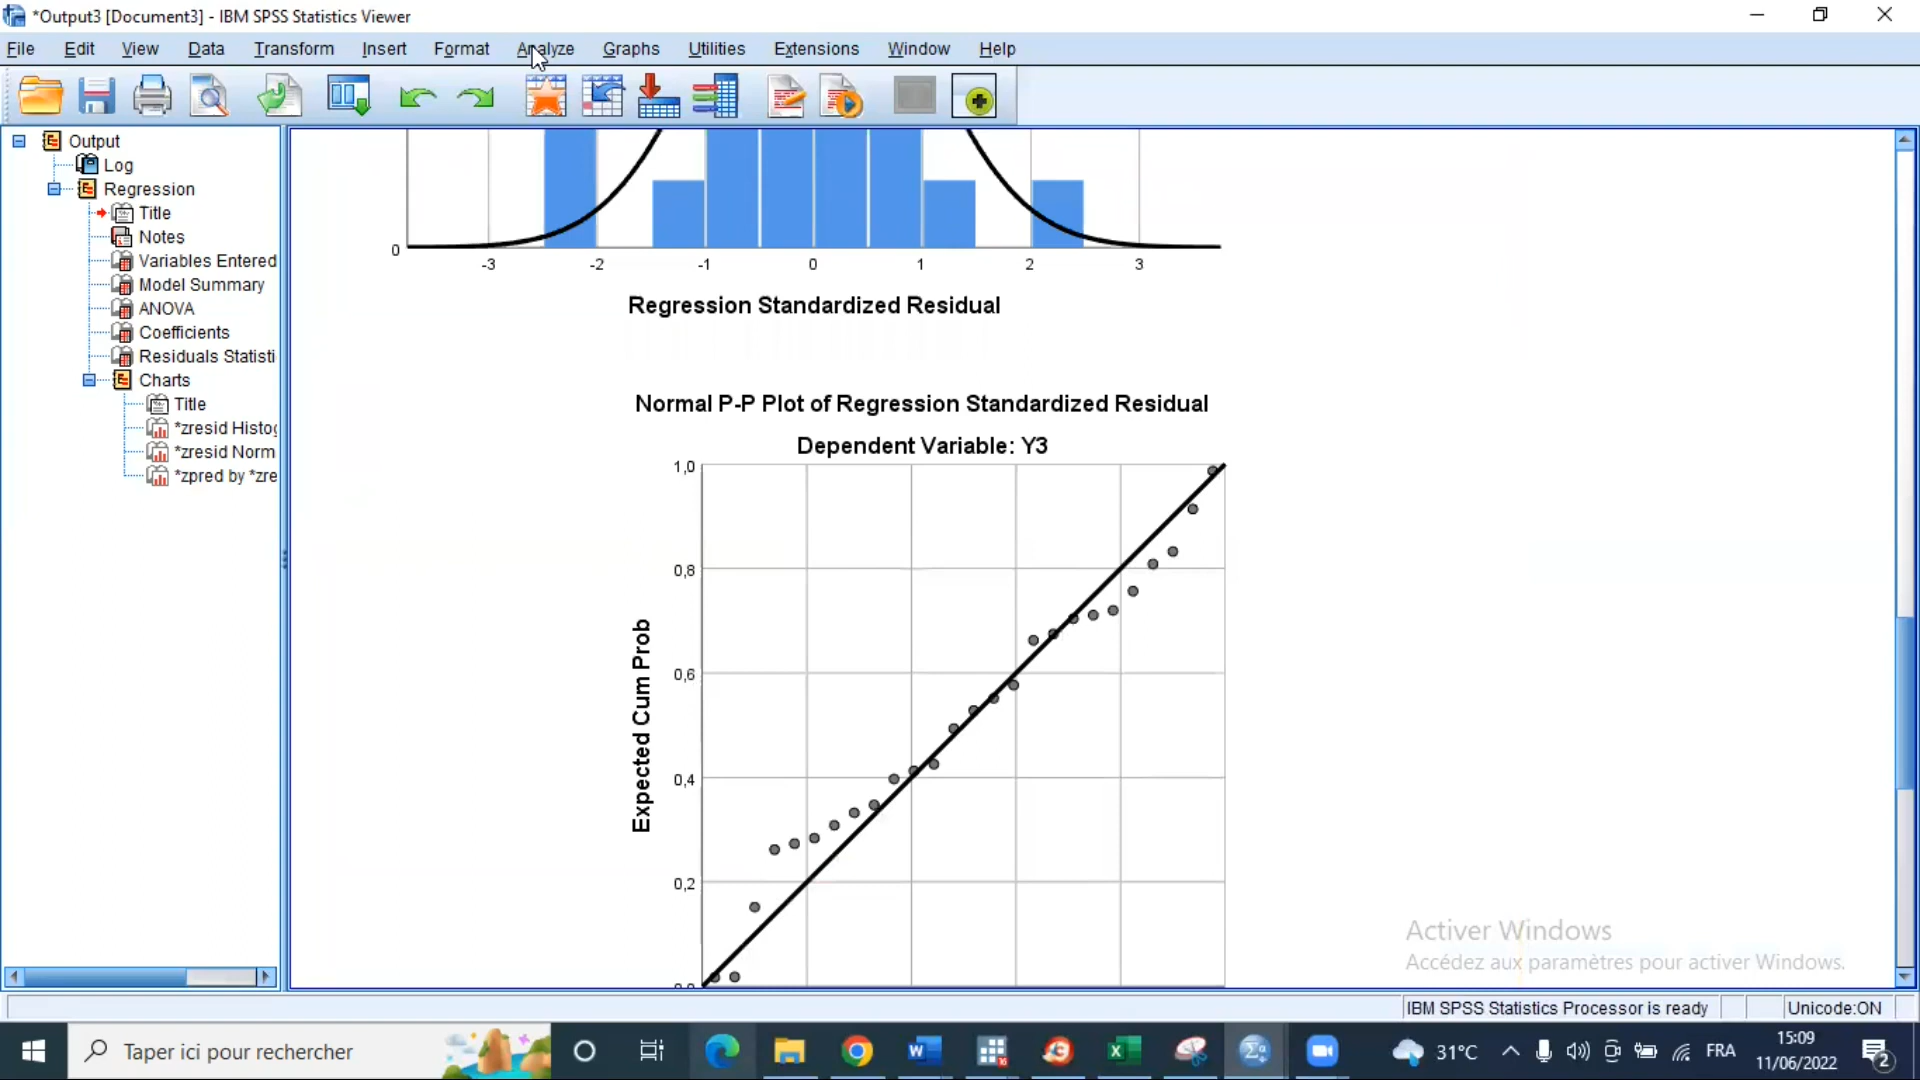 *Output3 [Document3] - IBM SPSS Statistics Viewer
File Edit View Data Transform Insert Format Analyze Graphs Utilities Extensions Window Help
Output
Log
Regression
Title
Notes
Variables Entered
Model Summary
ANOVA
Coefficients
Residuals Statisti
Charts
Title
*zresid Histog
*zresid Norm
*zpred by *zre
0
-3 -2 -1 0 1 2 3
Regression Standardized Residual
Normal P-P Plot of Regression Standardized Residual
Dependent Variable: Y3
1,0
0,8
0,6
0,4
0,2
0,0
Expected Cum Prob
Activer Windows
Accédez aux paramètres pour activer Windows.
IBM SPSS Statistics Processor is ready Unicode:ON
Taper ici pour rechercher
31°C FRA
15:09
11/06/2022
2